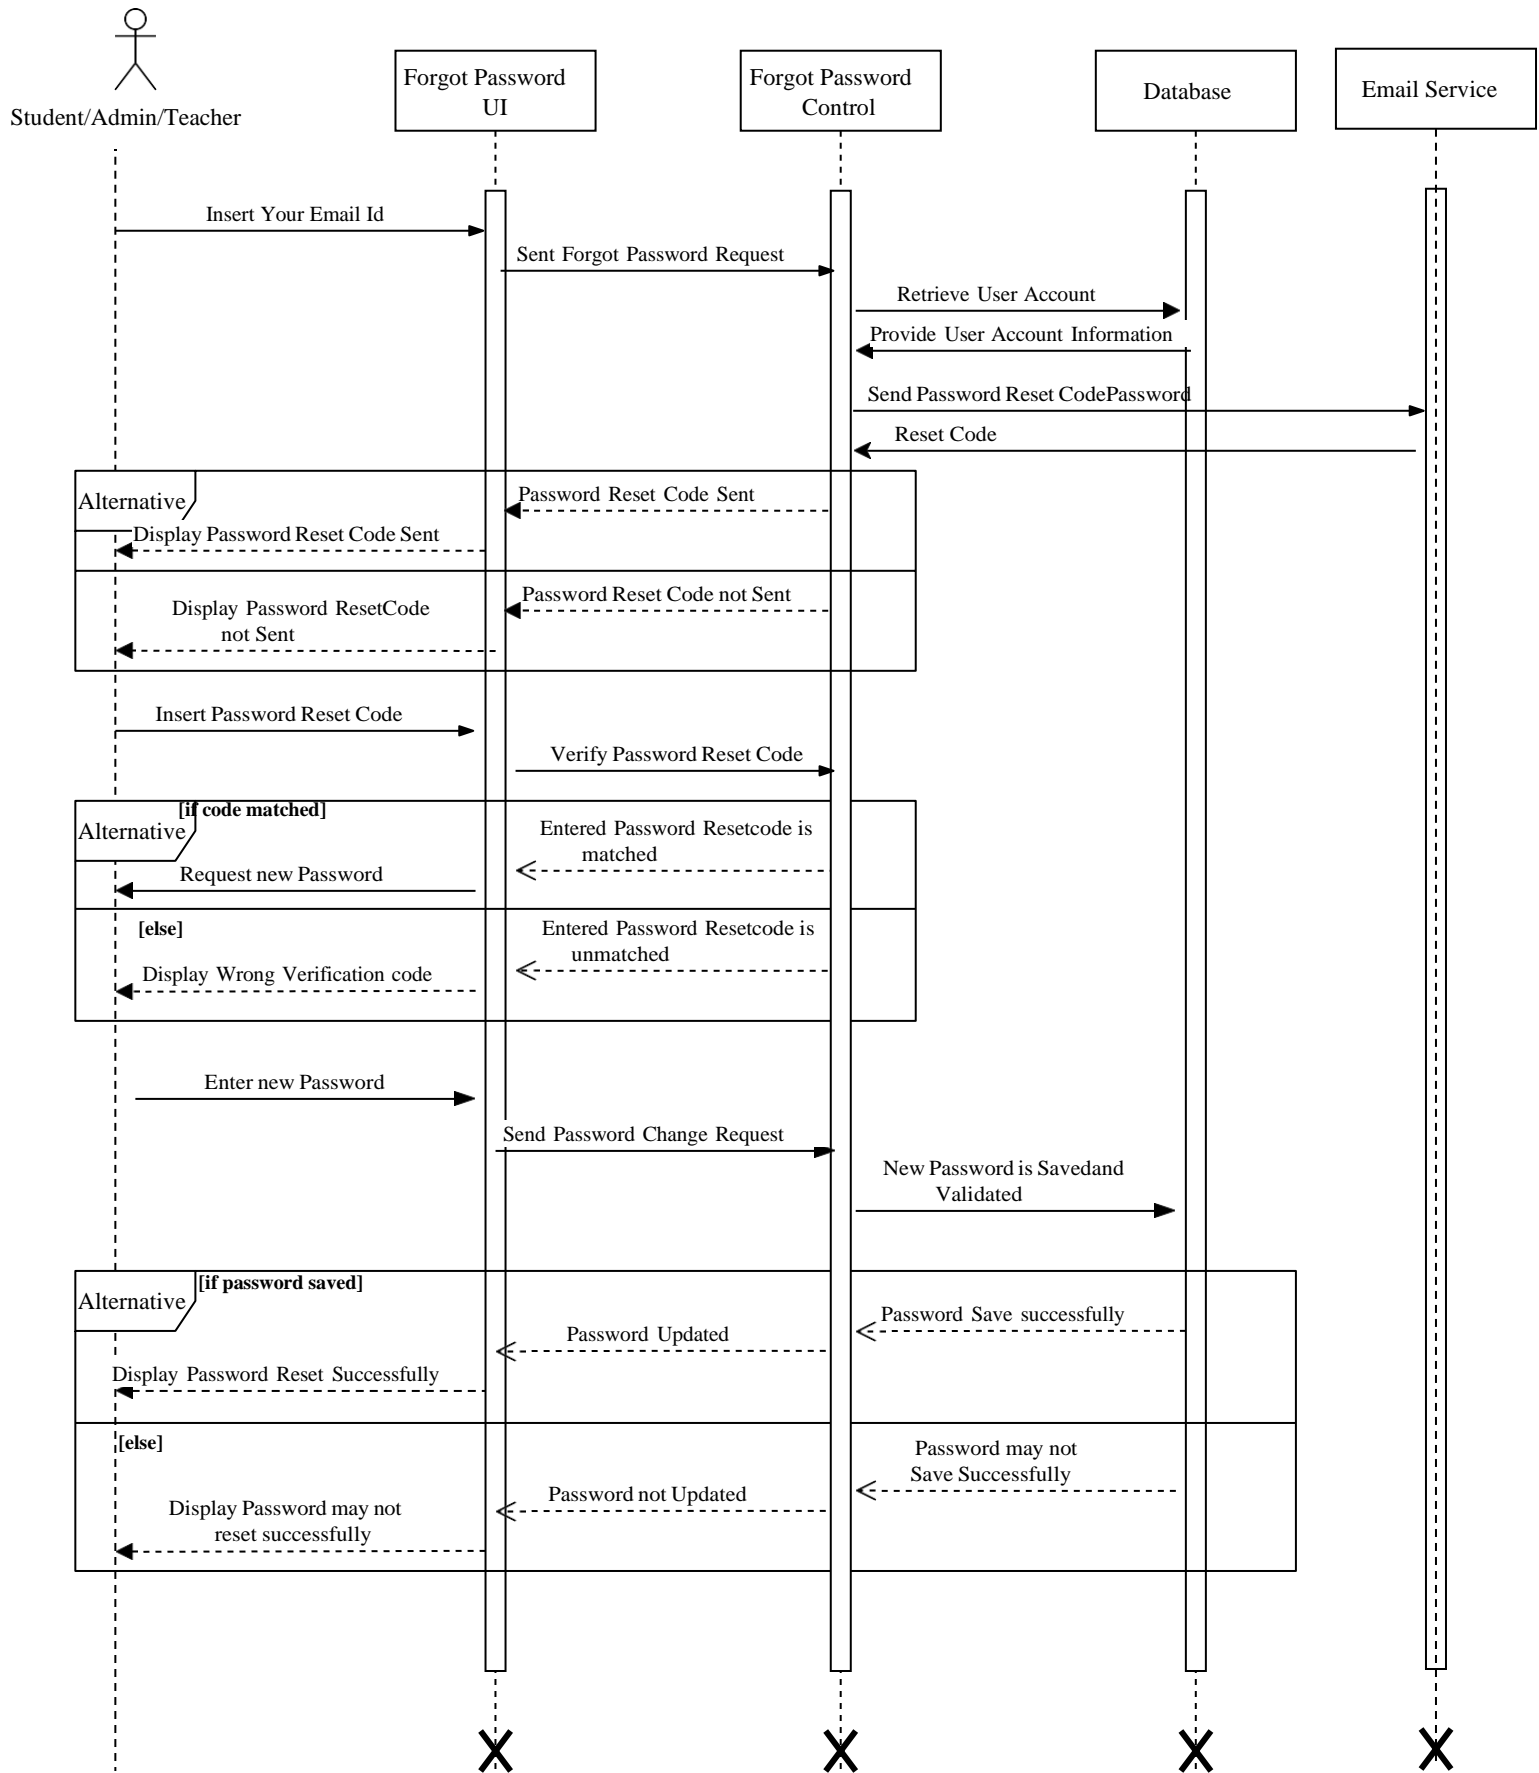 Student/Admin/Teacher
Forgot Password
UI
Forgot Password
Control
Database
Email Service
Insert Your Email Id
Sent Forgot Password Request
Retrieve User Account
Provide User Account Information
Send Password Reset CodePassword
Reset Code
Alternative
Password Reset Code Sent
Display Password Reset Code Sent
Password Reset Code not Sent
Display Password ResetCode
not Sent
Insert Password Reset Code
Verify Password Reset Code
[if code matched]
Alternative
Entered Password Resetcode is
matched
Request new Password
[else]
Entered Password Resetcode is
unmatched
Display Wrong Verification code
Enter new Password
Send Password Change Request
New Password is Savedand
Validated
[if password saved]
Alternative
Password Save successfully
Password Updated
Display Password Reset Successfully
[else]
Password may not
Save Successfully
Password not Updated
Display Password may not
reset successfully